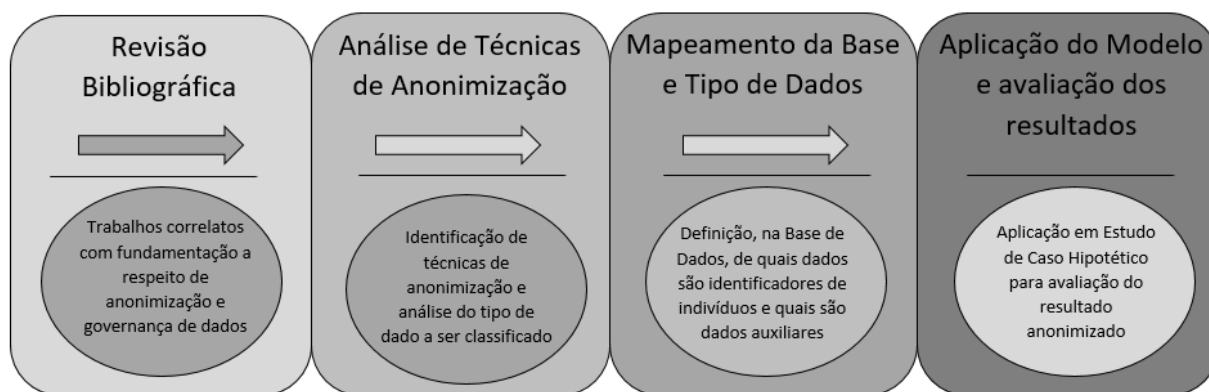 Revisão
Bibliográfica
Trabalhos correlatos
com fundamentação a
respeito de
anonimização e
governança de dados
Análise de Técnicas
de Anonimização
Identificação de
técnicas de
anonimização e
análise do tipo de
dado a ser classificado
Mapeamento da Base
e Tipo de Dados
Definição, na Base de
Dados, de quais dados
são identificadores de
indivíduos e quais são
dados auxiliares
Aplicação do Modelo
e avaliação dos
resultados
Aplicação em Estudo
de Caso Hipotético
para avaliação do
resultado
anonimizado